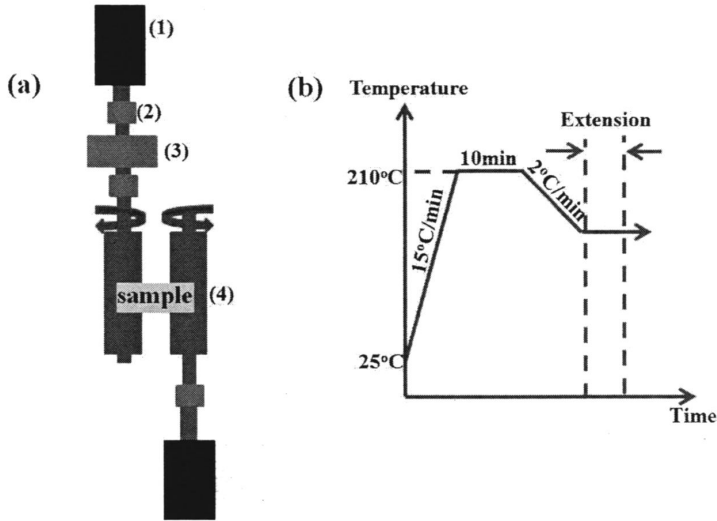 (a)
(1)
(2)
(3)
sample
(4)
(b)
Temperature
Extension
210°C
10min
2°C/min
15°C/min
25°C
Time